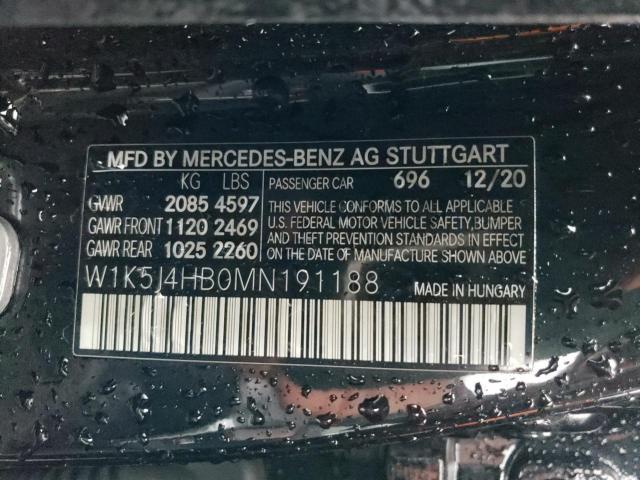 MFD BY MERCEDES-BENZ AG STUTTGART
KG LBS
GVWR 2085 4597
GAWR FRONT 1120 2469
GAWR REAR 1025 2260
PASSENGER CAR 696 12/20
THIS VEHICLE CONFORMS TO ALL APPLICABLE
U.S. FEDERAL MOTOR VEHICLE SAFETY, BUMPER
AND THEFT PREVENTION STANDARDS IN EFFECT
ON THE DATE OF MANUFACTURE SHOWN ABOVE
W1K5J4HB0MN191188
MADE IN HUNGARY